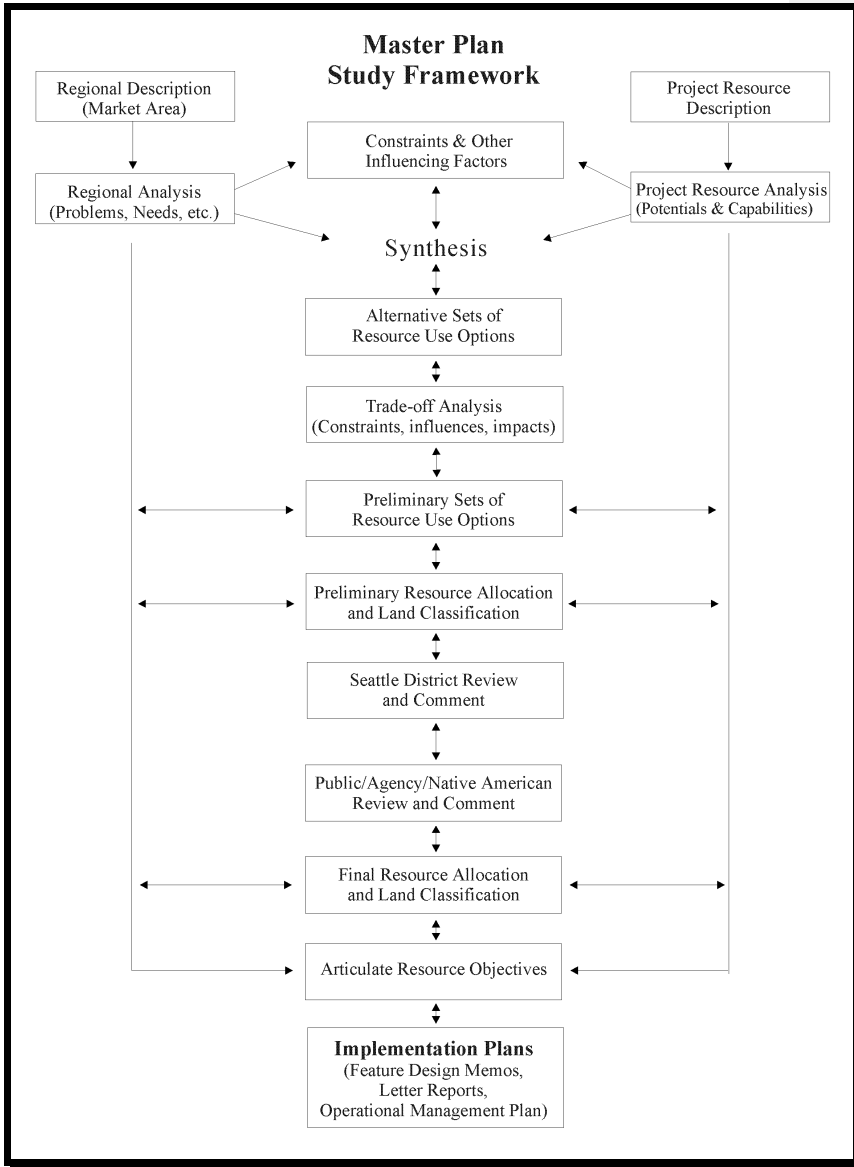 Master Plan
Study Framework
Regional Description
(Market Area)
Project Resource
Description
Constraints & Other
Influencing Factors
Regional Analysis
(Problems, Needs, etc.)
Project Resource Analysis
(Potentials & Capabilities)
Synthesis
Alternative Sets of
Resource Use Options
Trade-off Analysis
(Constraints, influences, impacts)
Preliminary Sets of
Resource Use Options
Preliminary Resource Allocation
and Land Classification
Seattle District Review
and Comment
Public/Agency/Native American
Review and Comment
Final Resource Allocation
and Land Classification
Articulate Resource Objectives
Implementation Plans
(Feature Design Memos,
Letter Reports,
Operational Management Plan)